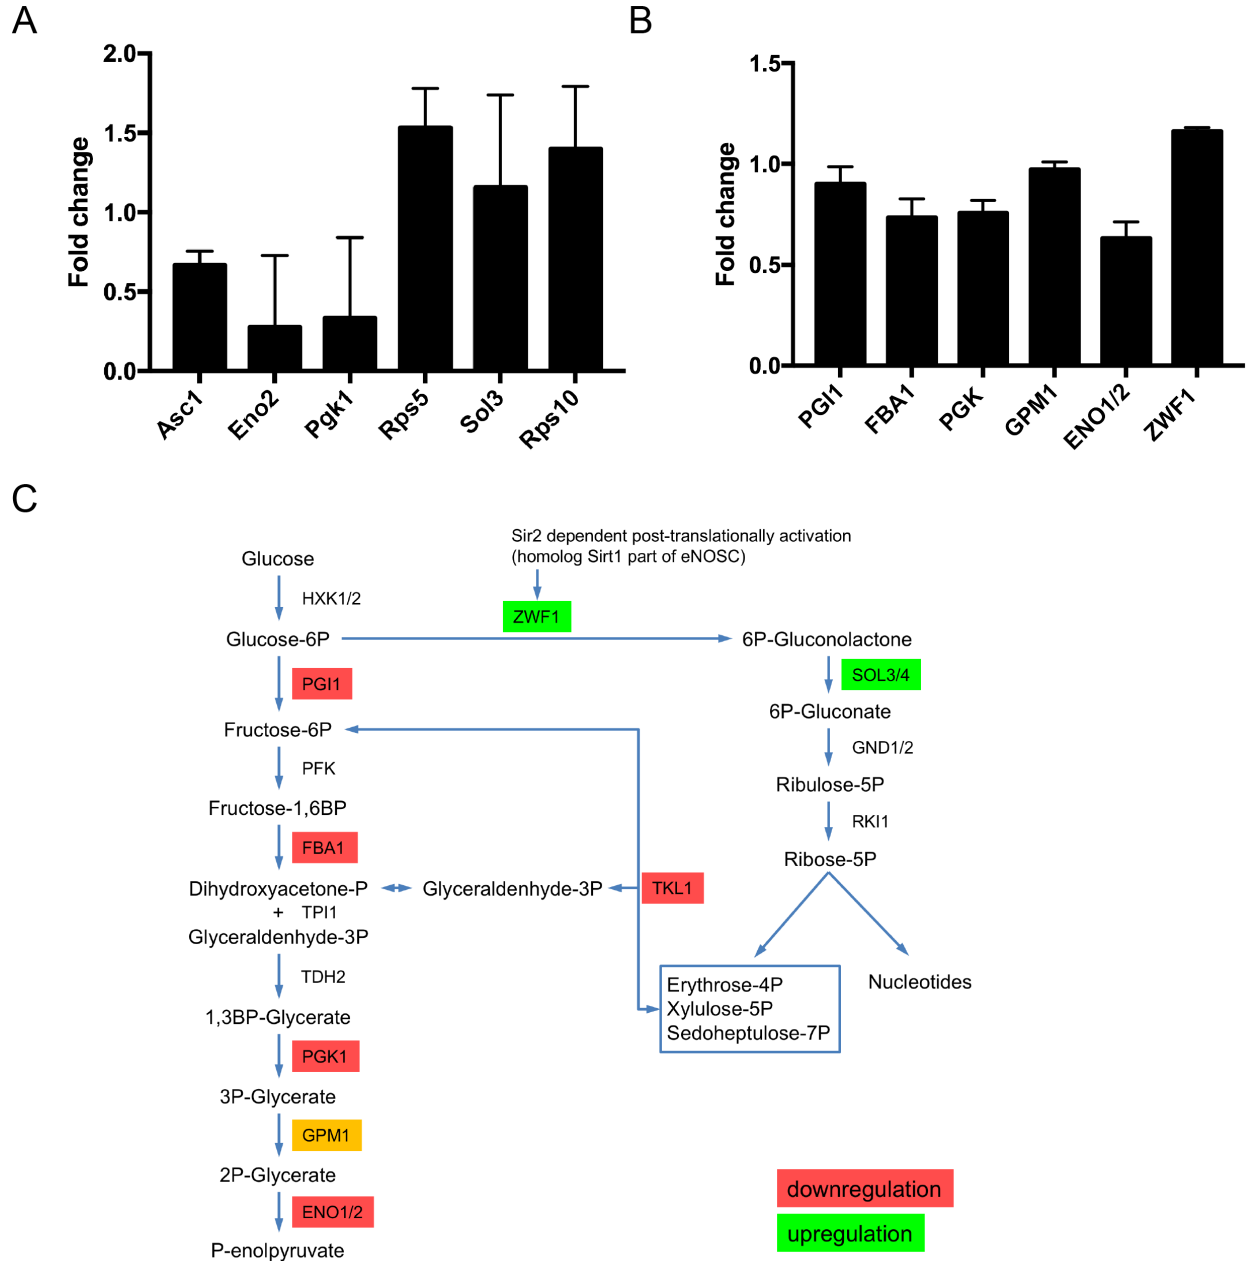 A
B
2.0
1.5
1.0
0.5
0.0
Fold change
Asc1
Eno2
Pgk1
Rps5
Sol3
Rps10
1.5
1.0
0.5
0.0
Fold change
PGI1
FBA1
PGK
GPM1
ENO1/2
ZWF1
C
Sir2 dependent post-translationally activation
(homolog Sirt1 part of eNOSC)
Glucose
HXK1/2
ZWF1
Glucose-6P
6P-Gluconolactone
PGI1
SOL3/4
6P-Gluconate
Fructose-6P
GND1/2
PFK
Ribulose-5P
Fructose-1,6BP
RKI1
FBA1
Ribose-5P
Dihydroxyacetone-P
Glyceraldenhyde-3P
TKL1
+ TPI1
Glyceraldenhyde-3P
TDH2
Erythrose-4P
Xylulose-5P
Sedoheptulose-7P
Nucleotides
1,3BP-Glycerate
PGK1
3P-Glycerate
GPM1
2P-Glycerate
ENO1/2
P-enolpyruvate
downregulation
upregulation